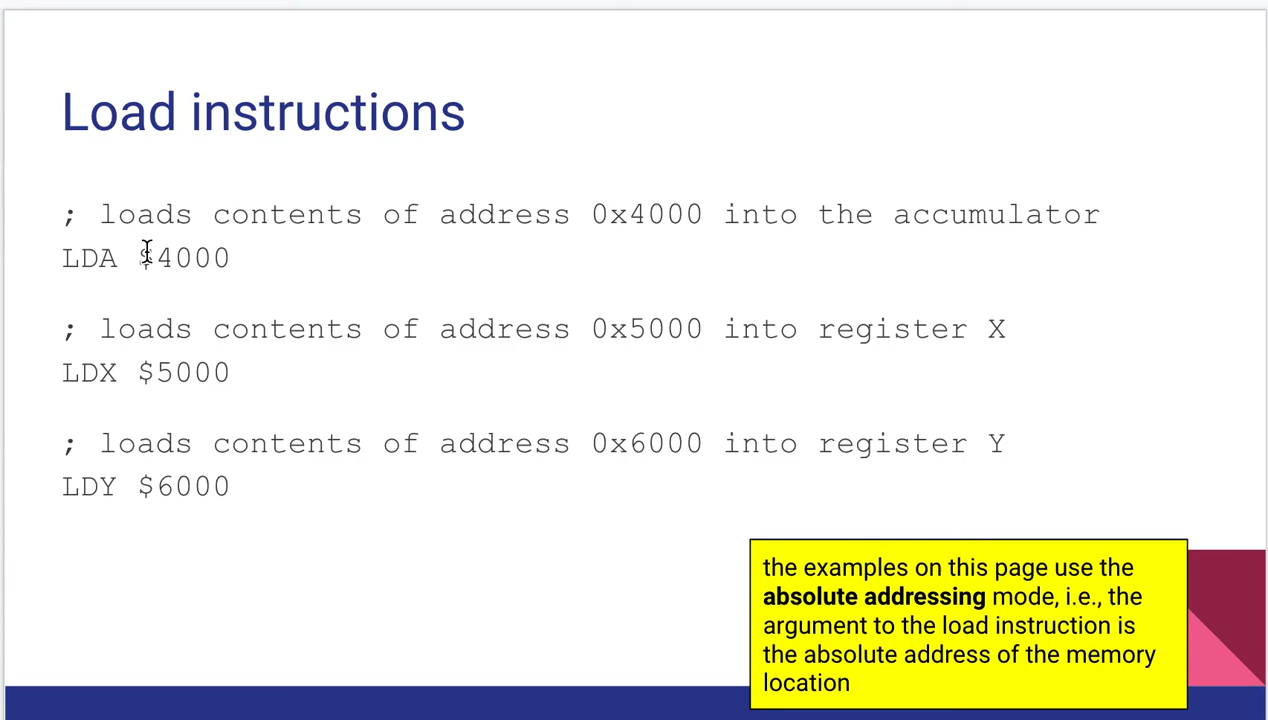 Load instructions
; loads contents of address 0x4000 into the accumulator
LDA $4000
; loads contents of address 0x5000 into register X
LDX $5000
; loads contents of address 0x6000 into register Y
LDY $6000
the examples on this page use the
absolute addressing mode, i.e., the
argument to the load instruction is
the absolute address of the memory
location